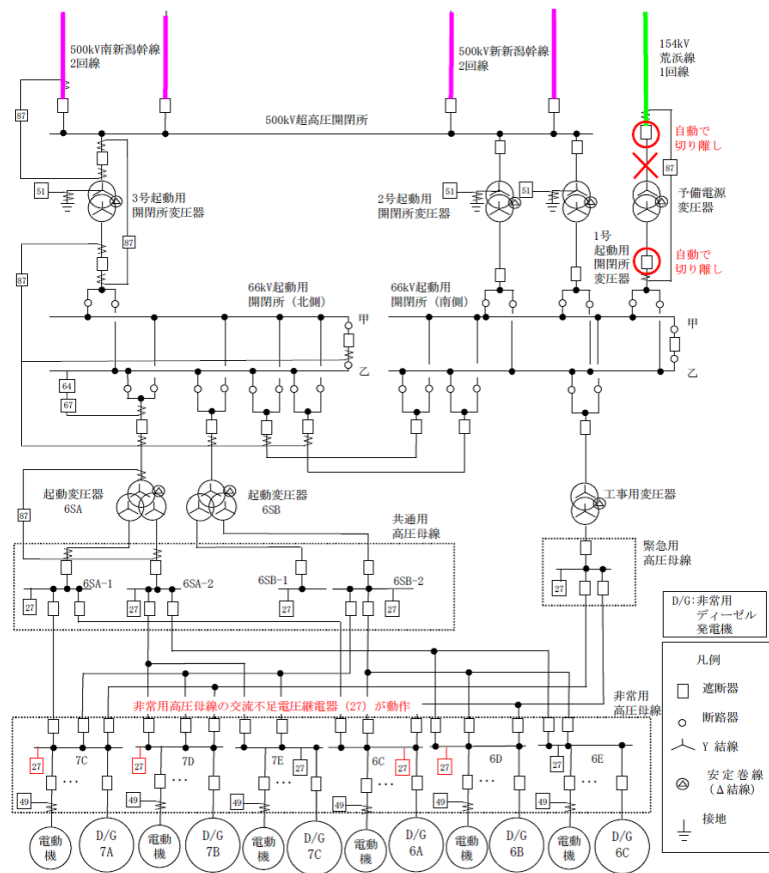 500kV南新潟幹線
2回線
500kV新新潟幹線
2回線
154kV
荒浜線
1回線
87
500kV超高圧開閉所
自動で
切り離し
87
51
3号起動用
開閉所変圧器
2号起動用
開閉所変圧器
51
51
予備電源
変圧器
87
87
1号
起動用
開閉所
変圧器
自動で
切り離し
66kV起動用
開閉所（北側）
66kV起動用
開閉所（南側）
甲
甲
乙
乙
64
67
起動変圧器
6SA
起動変圧器
6SB
工事用変圧器
87
共通用
高圧母線
緊急用
高圧母線
6SA-1
6SA-2
6SB-1
6SB-2
27
27
27
27
D/G:非常用
ディーゼル
発電機
凡例
遮断器
断路器
Y 結線
安定巻線
(Δ結線)
接地
非常用高圧母線の交流不足電圧継電器（27）が動作
非常用
高圧母線
27
7C
27
7D
7E
27
6C
27
27
6D
27
6E
…
…
…
…
…
…
49
49
49
49
49
49
電動
機
D/G
7A
電動
機
D/G
7B
電動
機
D/G
7C
電動
機
D/G
6A
電動
機
D/G
6B
電動
機
D/G
6C